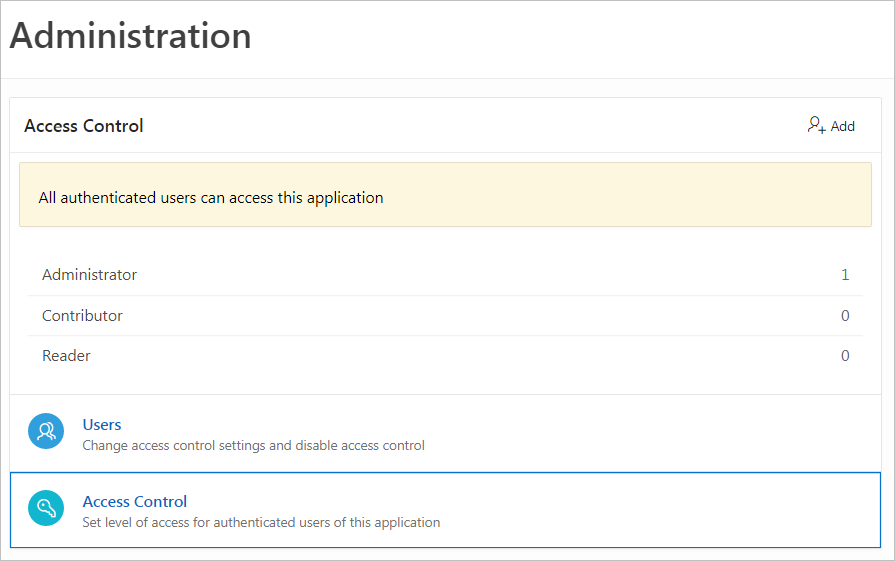 Administration
Access Control
Add
All authenticated users can access this application
Administrator 1
Contributor 0
Reader 0
Users
Change access control settings and disable access control
Access Control
Set level of access for authenticated users of this application